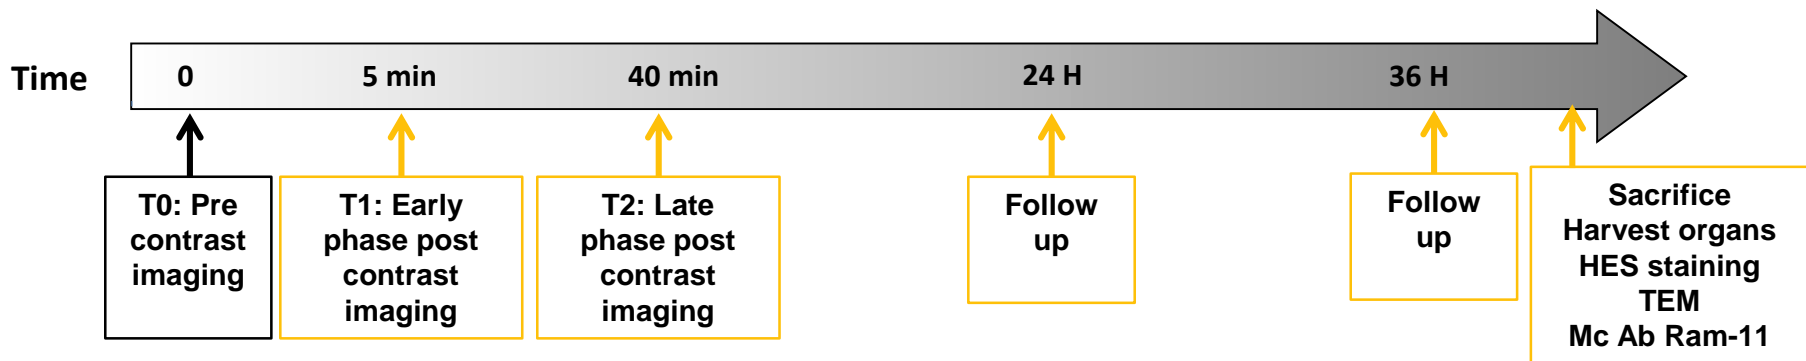 Time 0 5 min 40 min 24 H 36 H
T0: Pre
contrast
imaging
T1: Early
phase post
contrast
imaging
T2: Late
phase post
contrast
imaging
Follow
up
Follow
up
Sacrifice
Harvest organs
HES staining
TEM
Mc Ab Ram-11